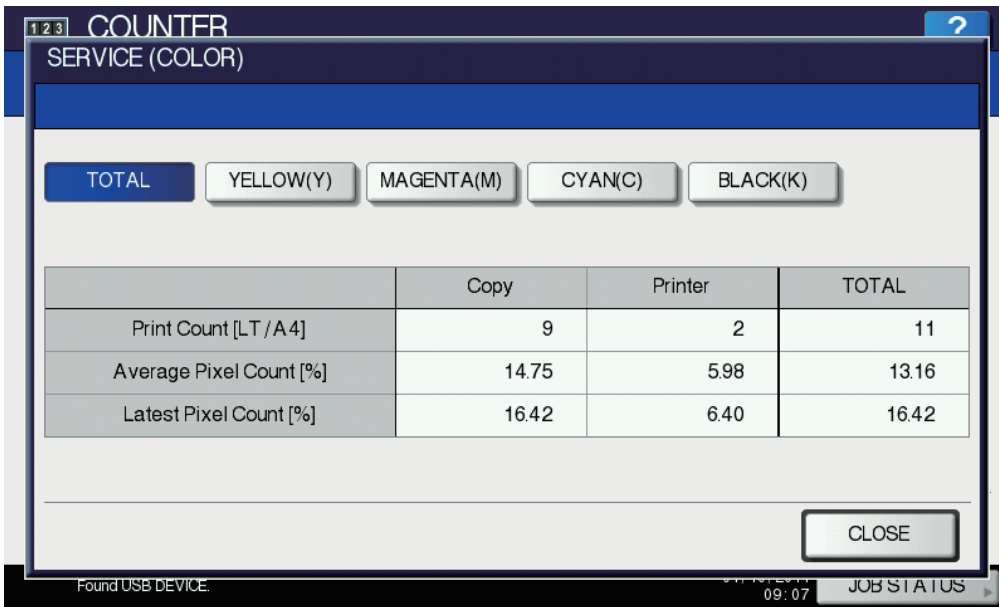 123 COUNTER ?
SERVICE (COLOR)
TOTAL YELLOW(Y) MAGENTA(M) CYAN(C) BLACK(K)
Copy Printer TOTAL
Print Count [LT/A4] 9 2 11
Average Pixel Count [%] 14.75 5.98 13.16
Latest Pixel Count [%] 16.42 6.40 16.42
CLOSE
Found USB DEVICE. JOB STATUS
09:07